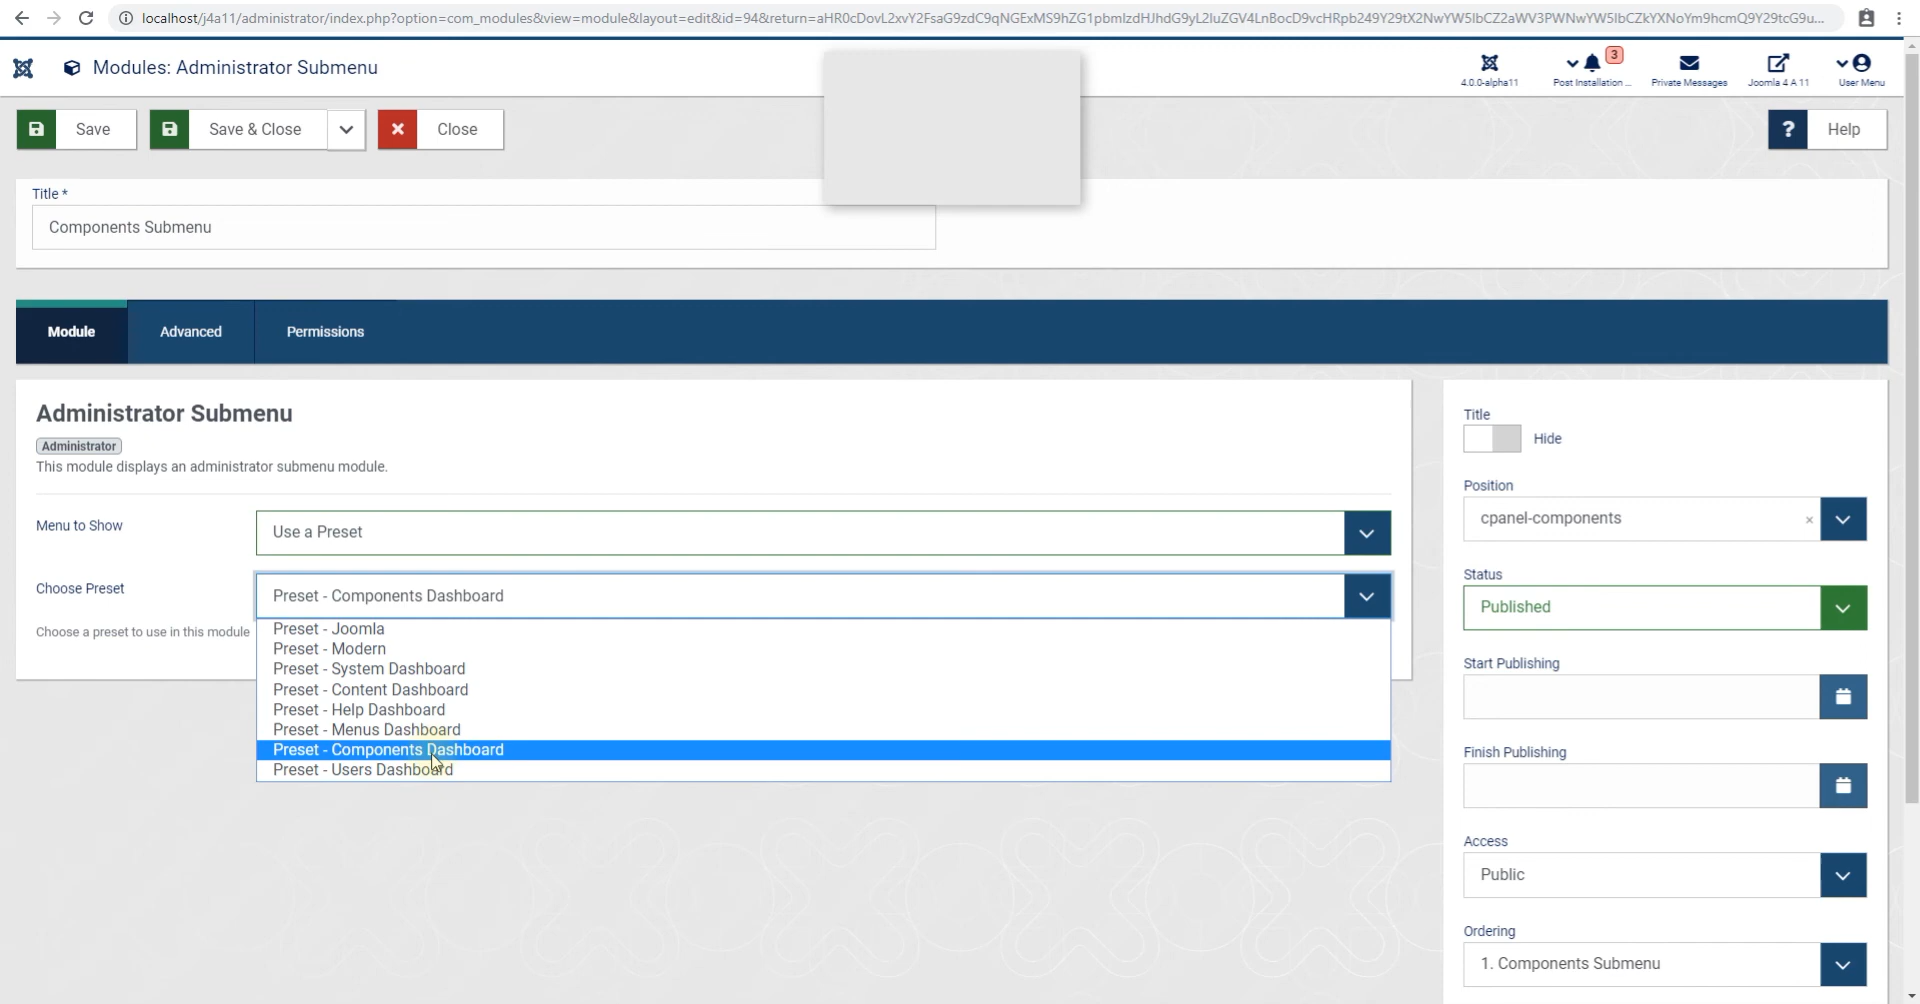 localhost/j4a11/administrator/index.php?option=com_modules&view=module&layout=edit&id=94&return=aHR0cDovL2xvY2FsaG9zdC9qNGExMS9hZG1pbmlzdHJhdG9yL2luZGV4LnBocD9vcHRpb249Y29tX2NwYW5lbCZ2aWV3PWNwYW5lbCZkYXNoYm9hcmQ9Y29tcG9u...
Modules: Administrator Submenu
3
4.0.0-alpha11
Post Installation ...
Private Messages
Joomla 4 A 11
User Menu
Save
Save & Close
Close
? Help
Title *
Components Submenu
Module
Advanced
Permissions
Administrator Submenu
Administrator
This module displays an administrator submenu module.
Menu to Show
Use a Preset
Choose Preset
Preset - Components Dashboard
Choose a preset to use in this module
Preset - Joomla
Preset - Modern
Preset - System Dashboard
Preset - Content Dashboard
Preset - Help Dashboard
Preset - Menus Dashboard
Preset - Components Dashboard
Preset - Users Dashboard
Title
Hide
Position
cpanel-components ×
Status
Published
Start Publishing
Finish Publishing
Access
Public
Ordering
1. Components Submenu